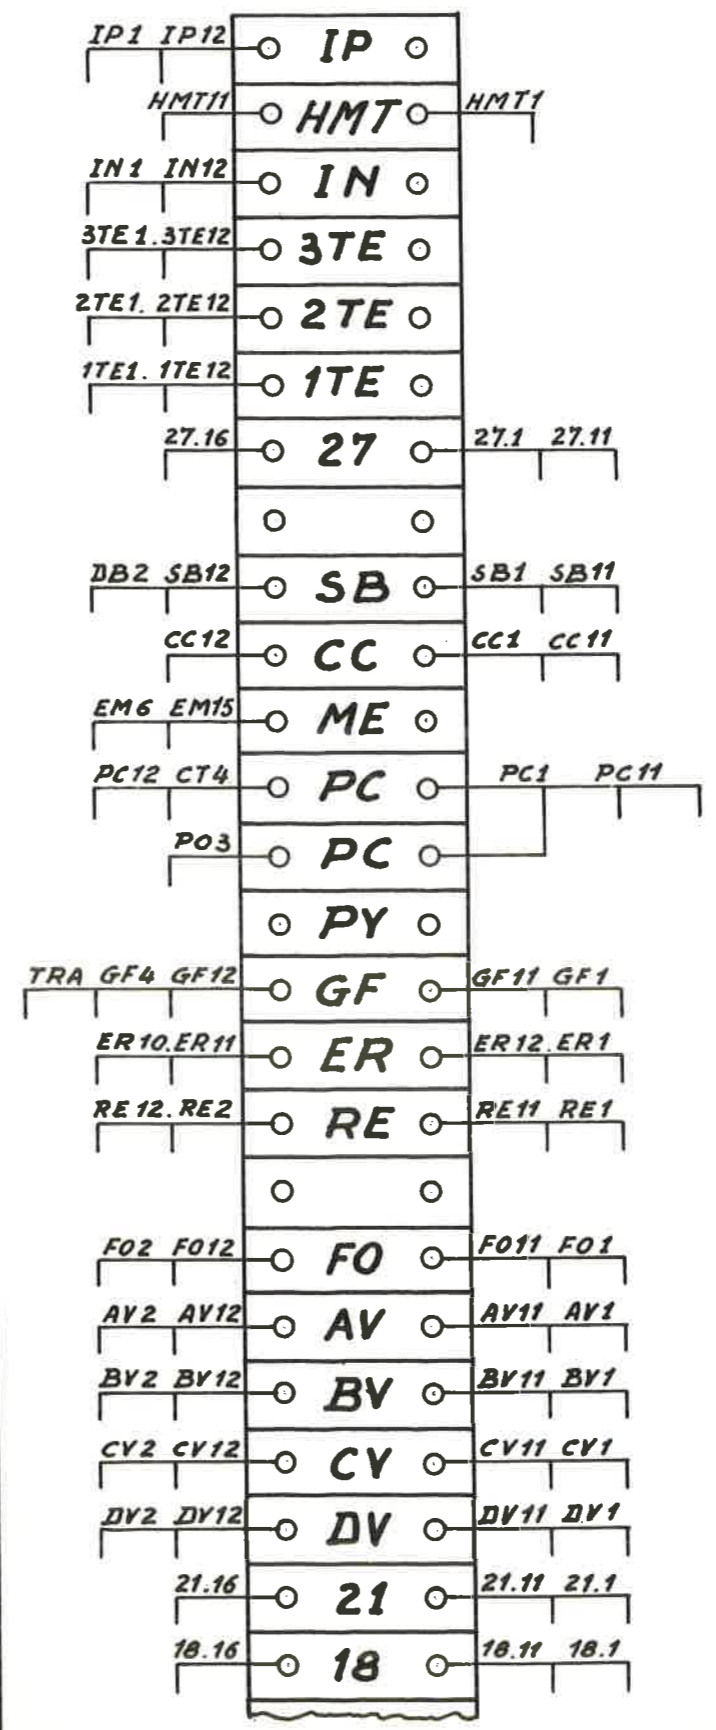 IP1 IP12 IP
HMT11 HMT HMT1
IN1 IN12 IN
3TE1. 3TE12 3TE
2TE1. 2TE12 2TE
1TE1. 1TE12 1TE
27.16 27 27.1 27.11
DB2 SB12 SB SB1 SB11
CC12 CC CC1 CC11
EM6 EM15 ME
PC12 CT4 PC PC1 PC11
PO3 PC
PY
TRA GF4 GF12 GF GF11 GF1
ER10. ER11 ER ER12. ER1
RE12. RE2 RE RE11 RE1
FO2 FO12 FO FO11 FO1
AV2 AV12 AV AV11 AV1
BV2 BV12 BV BV11 BV1
CV2 CV12 CV CV11 CV1
DV2 DV12 DV DV11 DV1
21.16 21 21.11 21.1
18.16 18 18.11 18.1